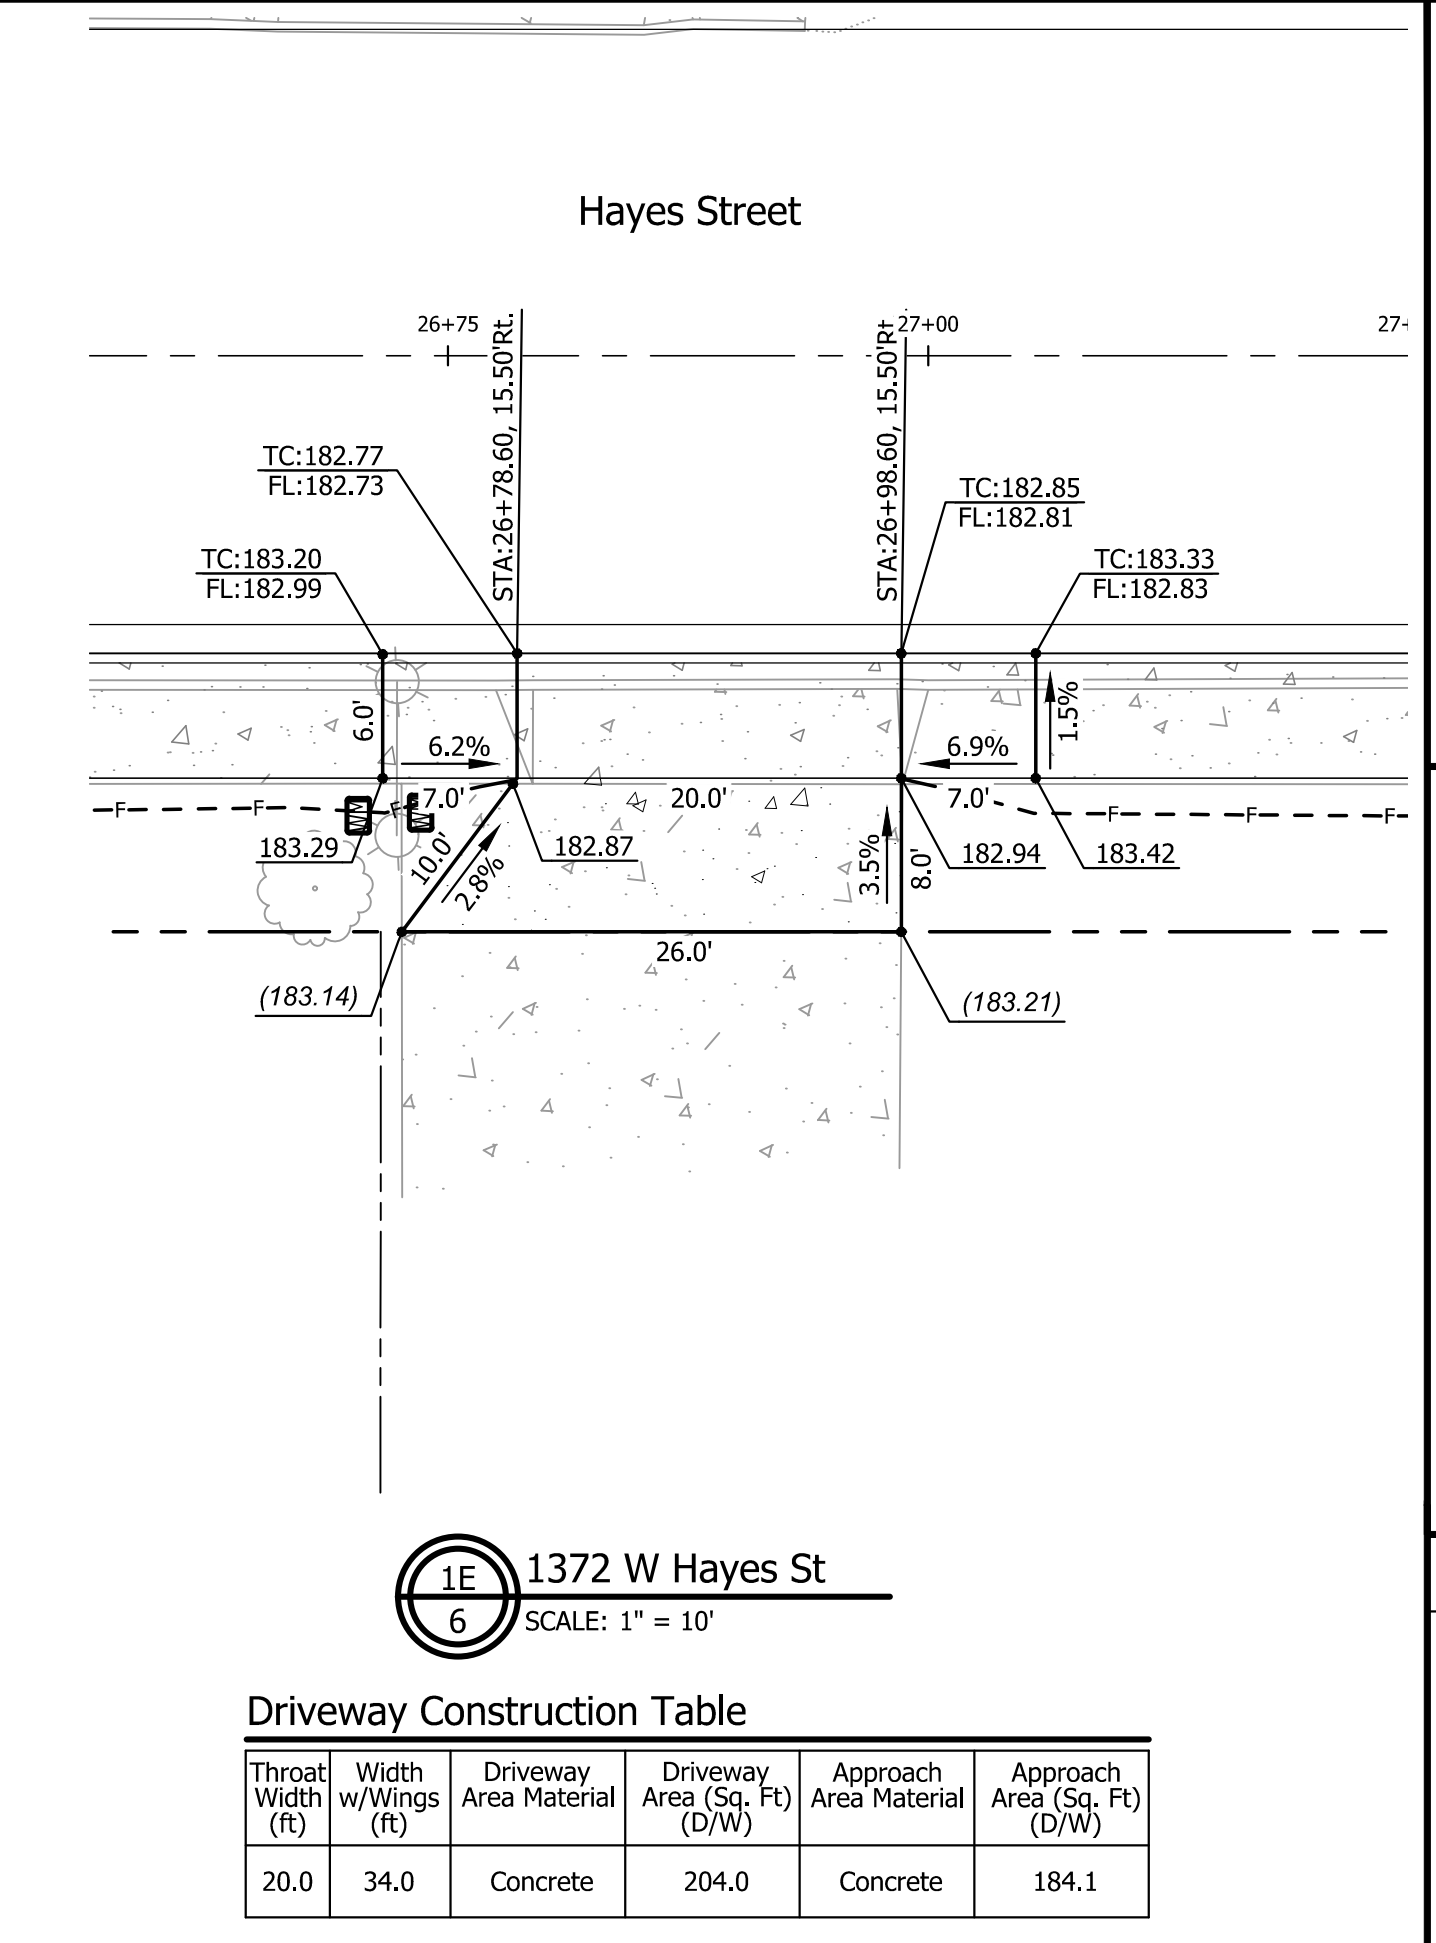 Hayes Street
26+75
27+00
27+
STA:26+78.60, 15.50'Rt.
STA:26+98.60, 15.50'Rt
TC:182.77
FL:182.73
TC:182.85
FL:182.81
TC:183.20
FL:182.99
TC:183.33
FL:182.83
6.0'
6.2%
6.9%
1.5%
F
F
F
7.0'
20.0'
7.0'
F
F
F
183.29
10.0'
2.8%
182.87
3.5%
8.0'
182.94
183.42
26.0'
(183.14)
(183.21)
1E
6
1372 W Hayes St
SCALE: 1" = 10'
Driveway Construction Table
Throat
Width
(ft)
Width
w/Wings
(ft)
Driveway
Area Material
Driveway
Area (Sq. Ft)
(D/W)
Approach
Area Material
Approach
Area (Sq. Ft)
(D/W)
20.0 34.0 Concrete 204.0 Concrete 184.1